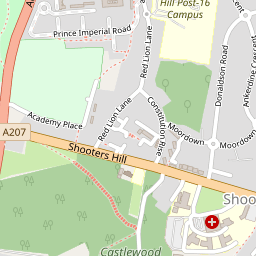 Hill Post-16
Campus
Prince Imperial Road
Red Lion Lane
Donaldson Road
Ankerdine Crescent
Academy Place
Red Lion Lane
Constitution Rise
Moordown
Moordown
A207
Shooters Hill
Shoo
Castlewood